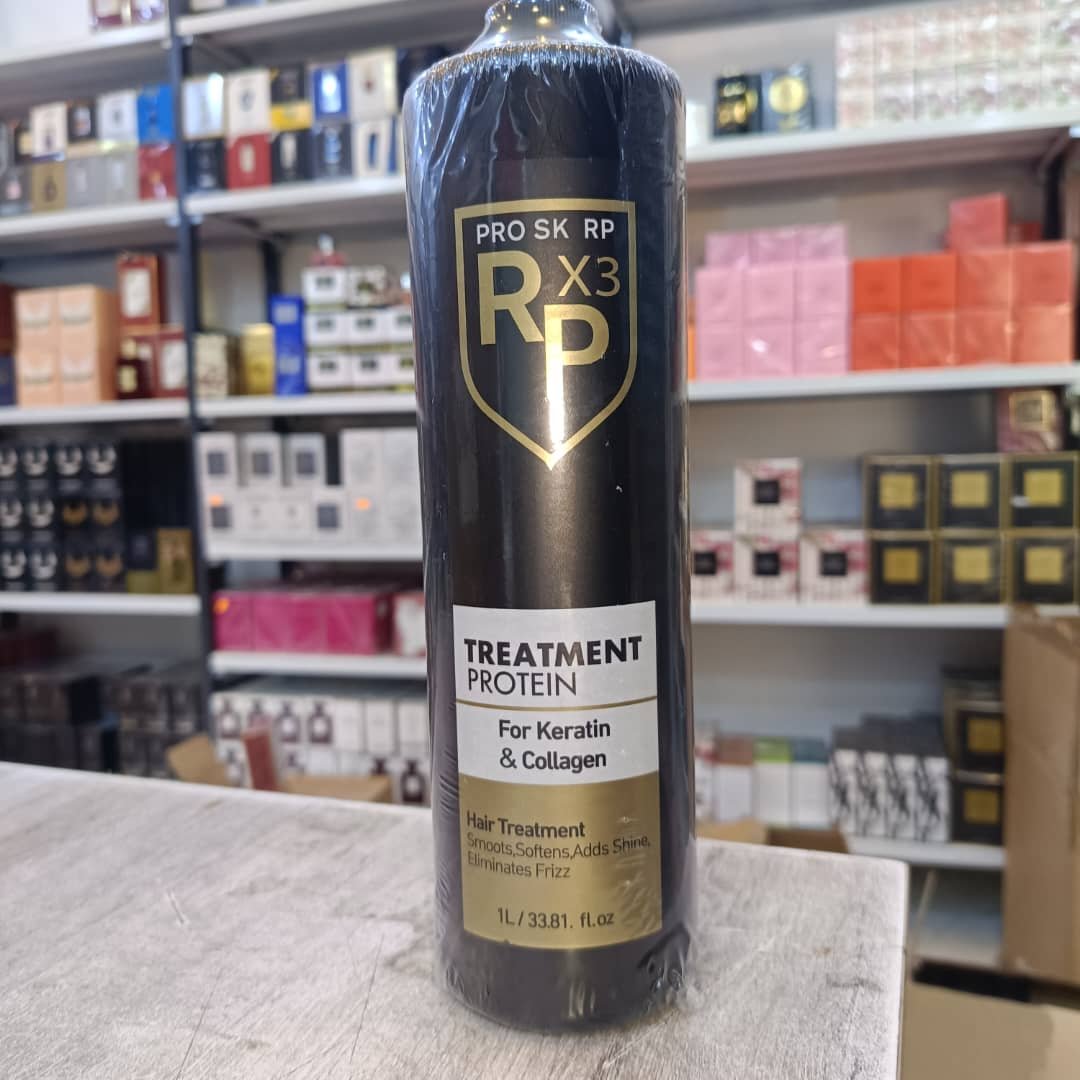 PRO SK RP
R X3
P
TREATMENT
PROTEIN
For Keratin
& Collagen
Hair Treatment
Smoots,Softens,Adds Shine,
Eliminates Frizz
1L / 33.81. fl.oz